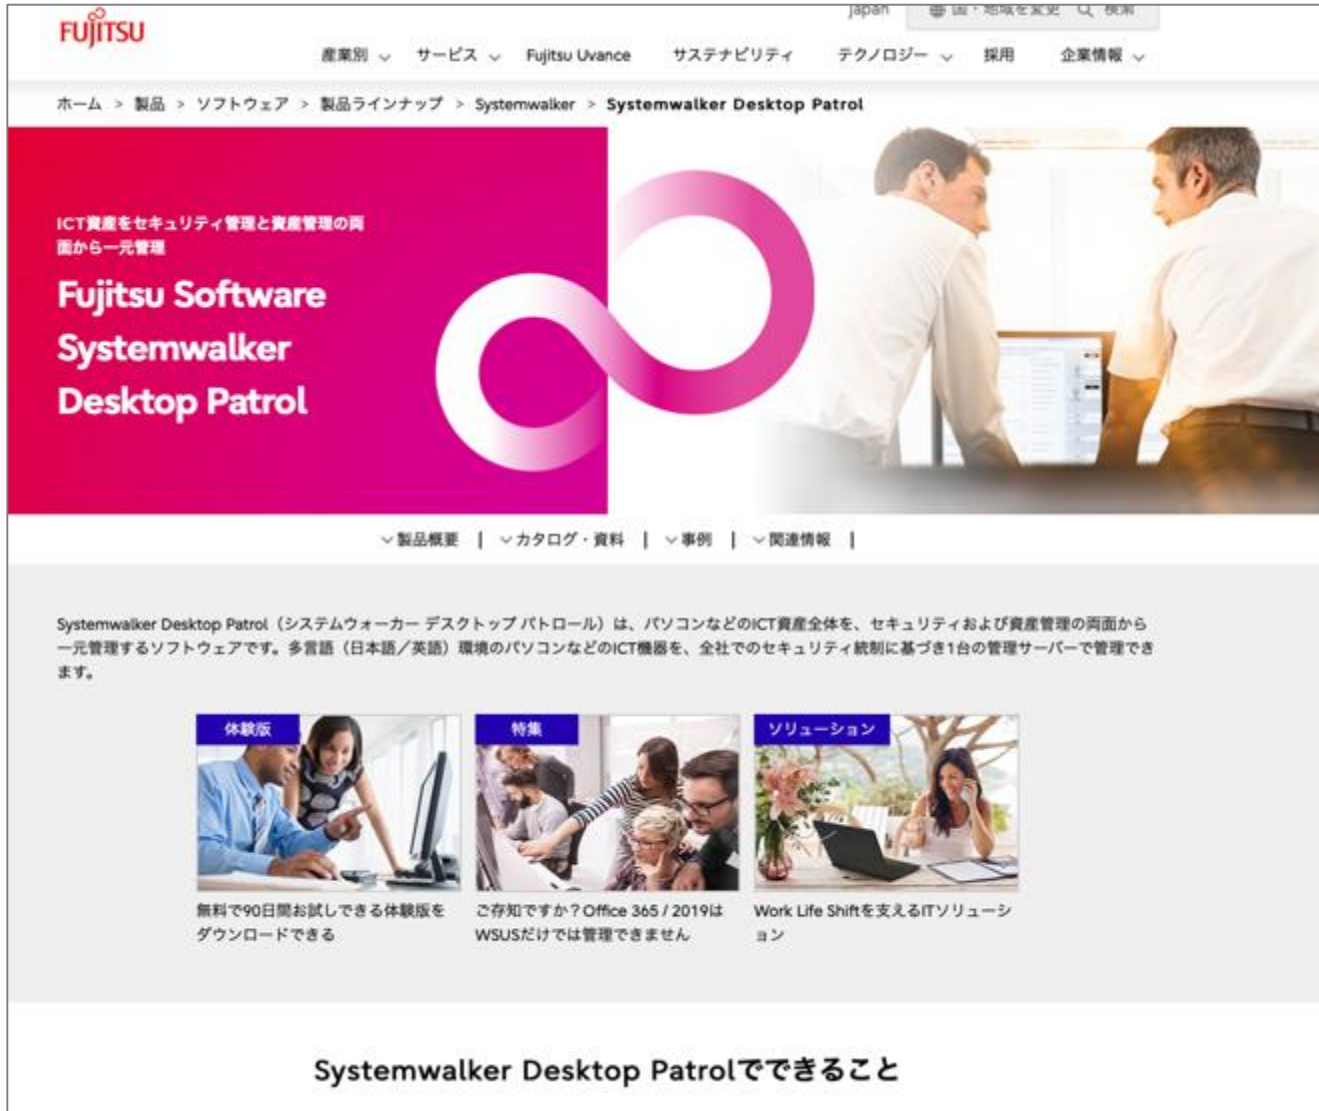 FUJITSU
Japan
国・地域を変更
検索
産業別
サービス
Fujitsu Uvance
サステナビリティ
テクノロジー
採用
企業情報
ホーム > 製品 > ソフトウェア > 製品ラインナップ > Systemwalker > Systemwalker Desktop Patrol
ICT資産をセキュリティ管理と資産管理の両
面から一元管理
Fujitsu Software
Systemwalker
Desktop Patrol
製品概要 | カタログ・資料 | 事例 | 関連情報 |
Systemwalker Desktop Patrol（システムウォーカー デスクトップ パトロール）は、パソコンなどのICT資産全体を、セキュリティおよび資産管理の両面から
一元管理するソフトウェアです。多言語（日本語／英語）環境のパソコンなどのICT機器を、全社でのセキュリティ統制に基づき1台の管理サーバーで管理でき
ます。
体験版
無料で90日間お試しできる体験版を
ダウンロードできる
特集
ご存知ですか？Office 365 / 2019は
WSUSだけでは管理できません
ソリューション
Work Life Shiftを支えるITソリューシ
ョン
Systemwalker Desktop Patrolでできること